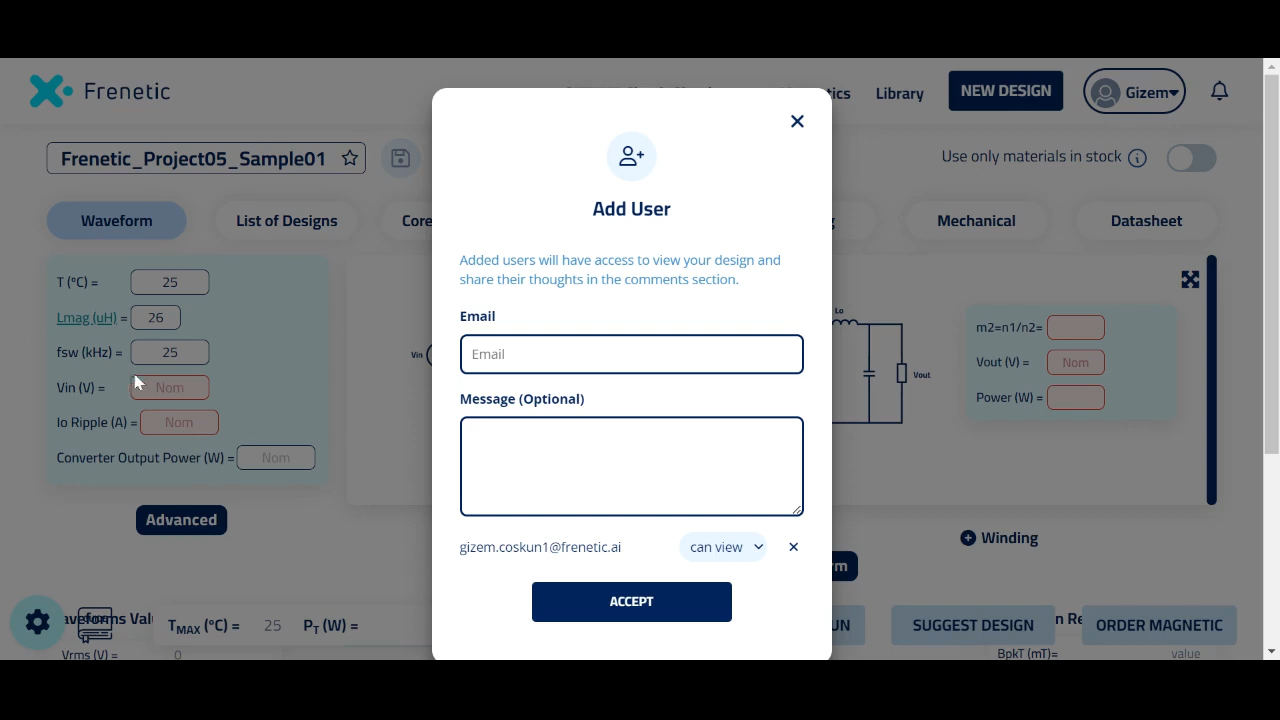 Frenetic
Library
NEW DESIGN
Gizem
Frenetic_Project05_Sample01
Use only materials in stock
Waveform
List of Designs
Mechanical
Datasheet
Add User
Added users will have access to view your design and
share their thoughts in the comments section.
Email
Email
Message (Optional)
gizem.coskun1@frenetic.ai
can view
ACCEPT
T (°C) = 25
Lmag (uH) = 26
fsw (kHz) = 25
Vin (V) = Nom
Io Ripple (A) = Nom
Converter Output Power (W) = Nom
Advanced
Vin
Lo
Vout
m2=n1/n2=
Vout (V) = Nom
Power (W) =
Winding
TMAX (°C) = 25 PT (W) =
SUGGEST DESIGN
ORDER MAGNETIC
Vrms (V) = 0
BpkT (mT)= value